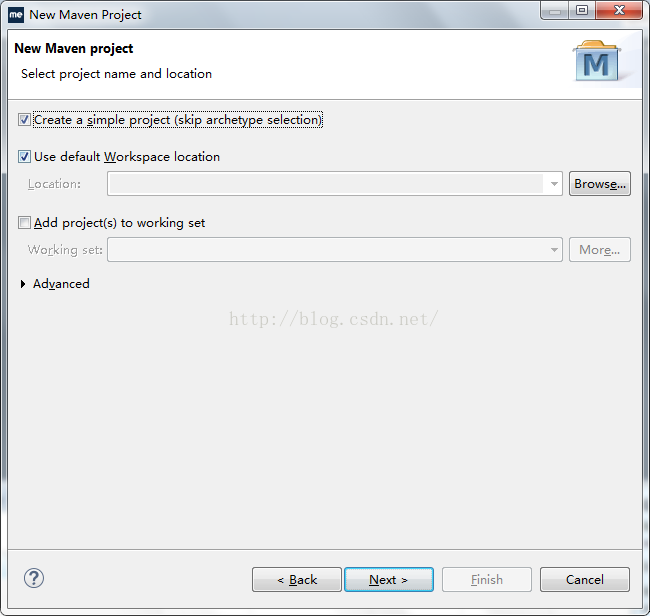 me New Maven Project
New Maven project
Select project name and location
M
Create a simple project (skip archetype selection)
Use default Workspace location
Location:
Browse...
Add project(s) to working set
Working set:
More...
Advanced
http://blog.csdn.net/
? < Back Next > Finish Cancel